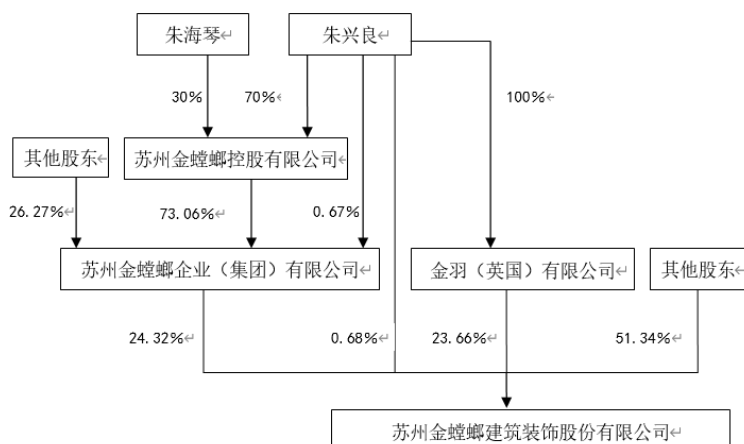 朱海琴↵
朱兴良↵
30%
70%↵
100%↵
其他股东↵
苏州金螳螂控股有限公司↵
26.27%↵
73.06%↵
0.67%
苏州金螳螂企业（集团）有限公司↵
金羽（英国）有限公司↵
其他股东↵
24.32%↵
0.68%↵
23.66%↵
51.34%↵
苏州金螳螂建筑装饰股份有限公司↵